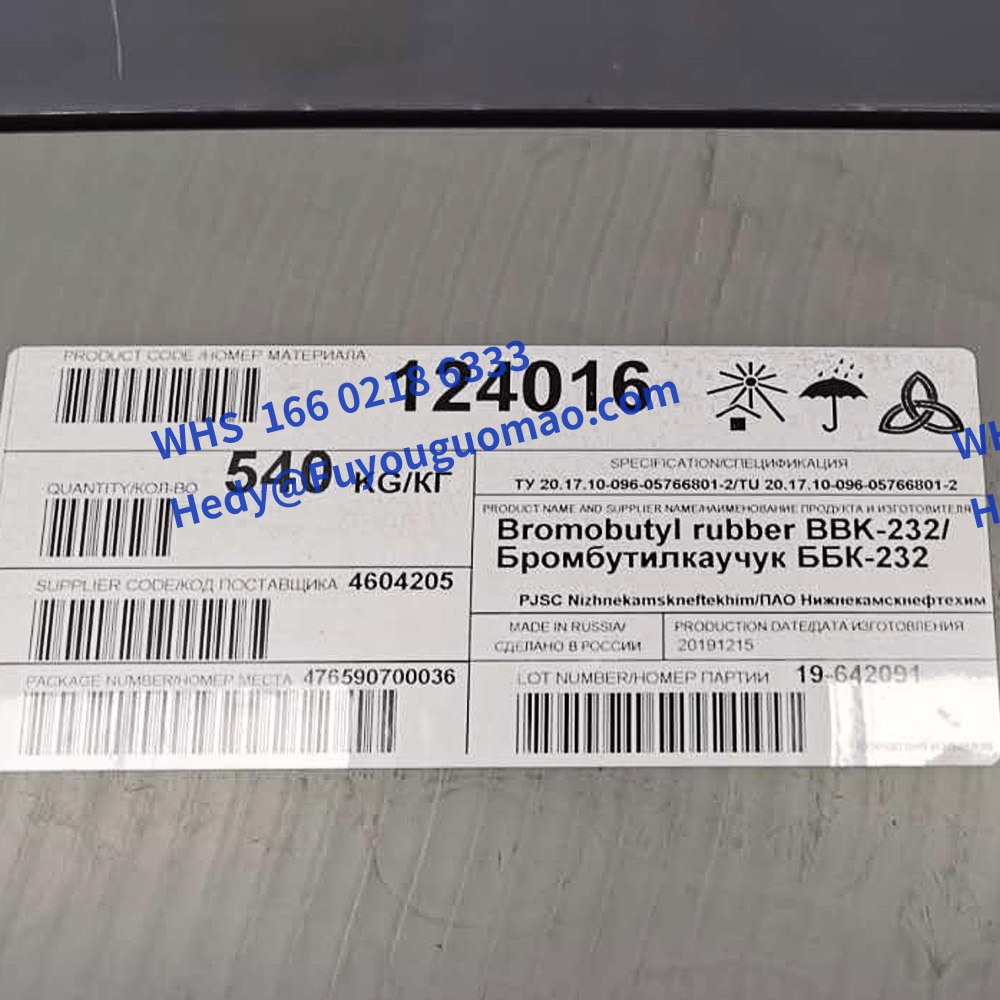 PRODUCT CODE /НОМЕР МАТЕРИАЛА
124016
WHS 166 0218 6333
Hedy@Fuyouguomao.com
QUANTITY/КОЛ-ВО 540 KG/КГ
SPECIFICATION/СПЕЦИФИКАЦИЯ
ТУ 20.17.10-096-05766801-2/TU 20.17.10-096-05766801-2
PRODUCT NAME AND SUPPLIER NAME/НАИМЕНОВАНИЕ ПРОДУКТА И ИЗГОТОВИТЕЛЯ
Bromobutyl rubber BBK-232/
Бромбутилкаучук ББК-232
PJSC Nizhnekamskneftekhim/ПАО Нижнекамскнефтехим
SUPPLIER CODE/КОД ПОСТАВЩИКА 4604205
MADE IN RUSSIA/
СДЕЛАНО В РОССИИ
PRODUCTION DATE/ДАТА ИЗГОТОВЛЕНИЯ
20191215
PACKAGE NUMBER/НОМЕР МЕСТА 476590700036
LOT NUMBER/НОМЕР ПАРТИИ 19-642091
WH
H